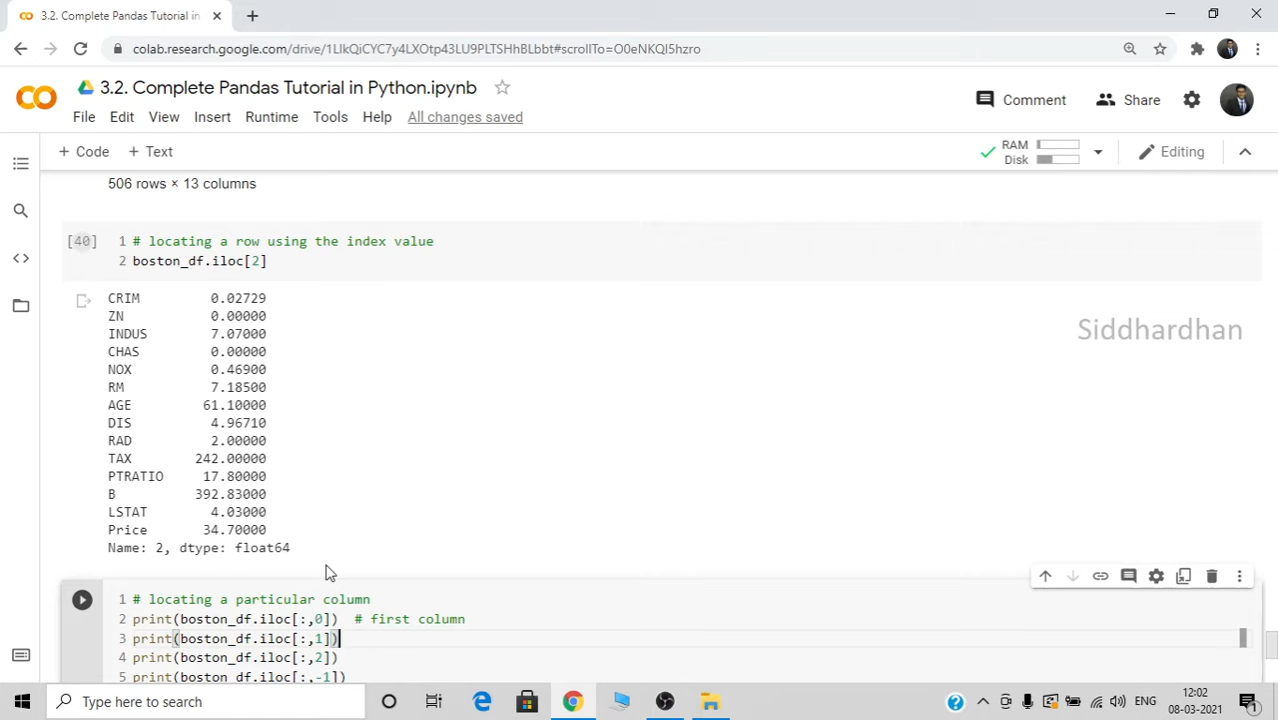 3.2. Complete Pandas Tutorial in
colab.research.google.com/drive/1LIkQiCYC7y4LXOtp43LU9PLTSHhBLbbt#scrollTo=O0eNKQI5hzro
3.2. Complete Pandas Tutorial in Python.ipynb
File Edit View Insert Runtime Tools Help All changes saved
Comment Share
+ Code + Text
RAM
Disk
Editing
506 rows × 13 columns
[40]
1 # locating a row using the index value
2 boston_df.iloc[2]
CRIM 0.02729
ZN 0.00000
INDUS 7.07000
CHAS 0.00000
NOX 0.46900
RM 7.18500
AGE 61.10000
DIS 4.96710
RAD 2.00000
TAX 242.00000
PTRATIO 17.80000
B 392.83000
LSTAT 4.03000
Price 34.70000
Name: 2, dtype: float64
Siddhardhan
1 # locating a particular column
2 print(boston_df.iloc[:,0]) # first column
3 print(boston_df.iloc[:,1])
4 print(boston_df.iloc[:,2])
5 print(boston_df.iloc[:,-1])
Type here to search
ENG
12:02
08-03-2021
1